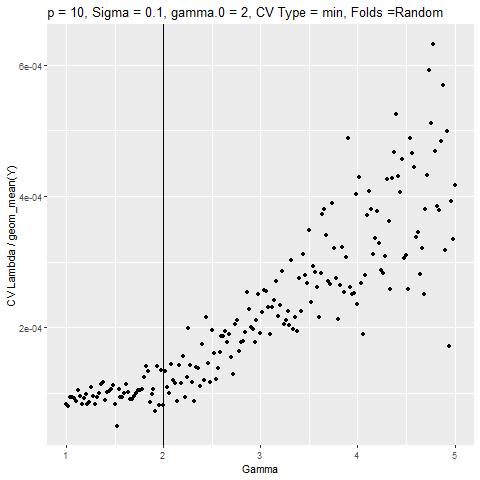 p = 10, Sigma = 0.1, gamma.0 = 2, CV Type = min, Folds =Random
6e-04
4e-04
2e-04
CV Lambda / geom_mean(Y)
1
2
3
4
5
Gamma